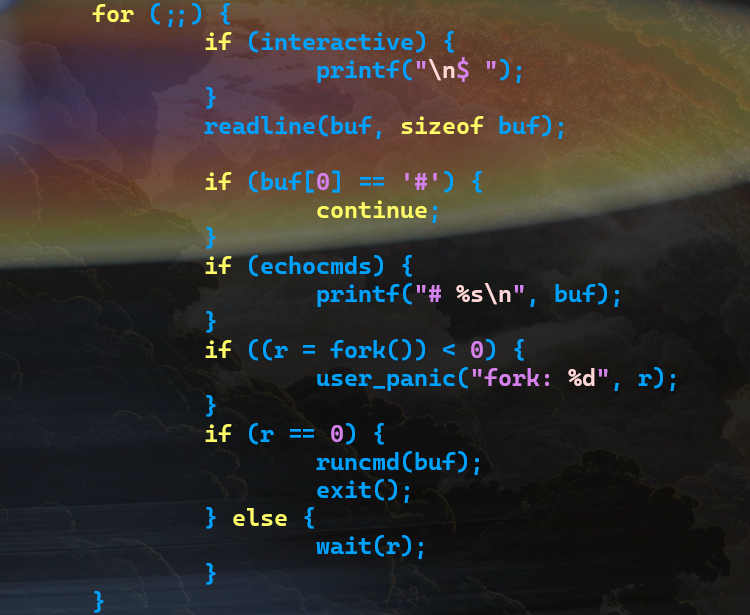 for (;;) {
if (interactive) {
printf("\n$ ");
}
readline(buf, sizeof buf);
if (buf[0] == '#') {
continue;
}
if (echocmds) {
printf("# %s\n", buf);
}
if ((r = fork()) < 0) {
user_panic("fork: %d", r);
}
if (r == 0) {
runcmd(buf);
exit();
} else {
wait(r);
}
}